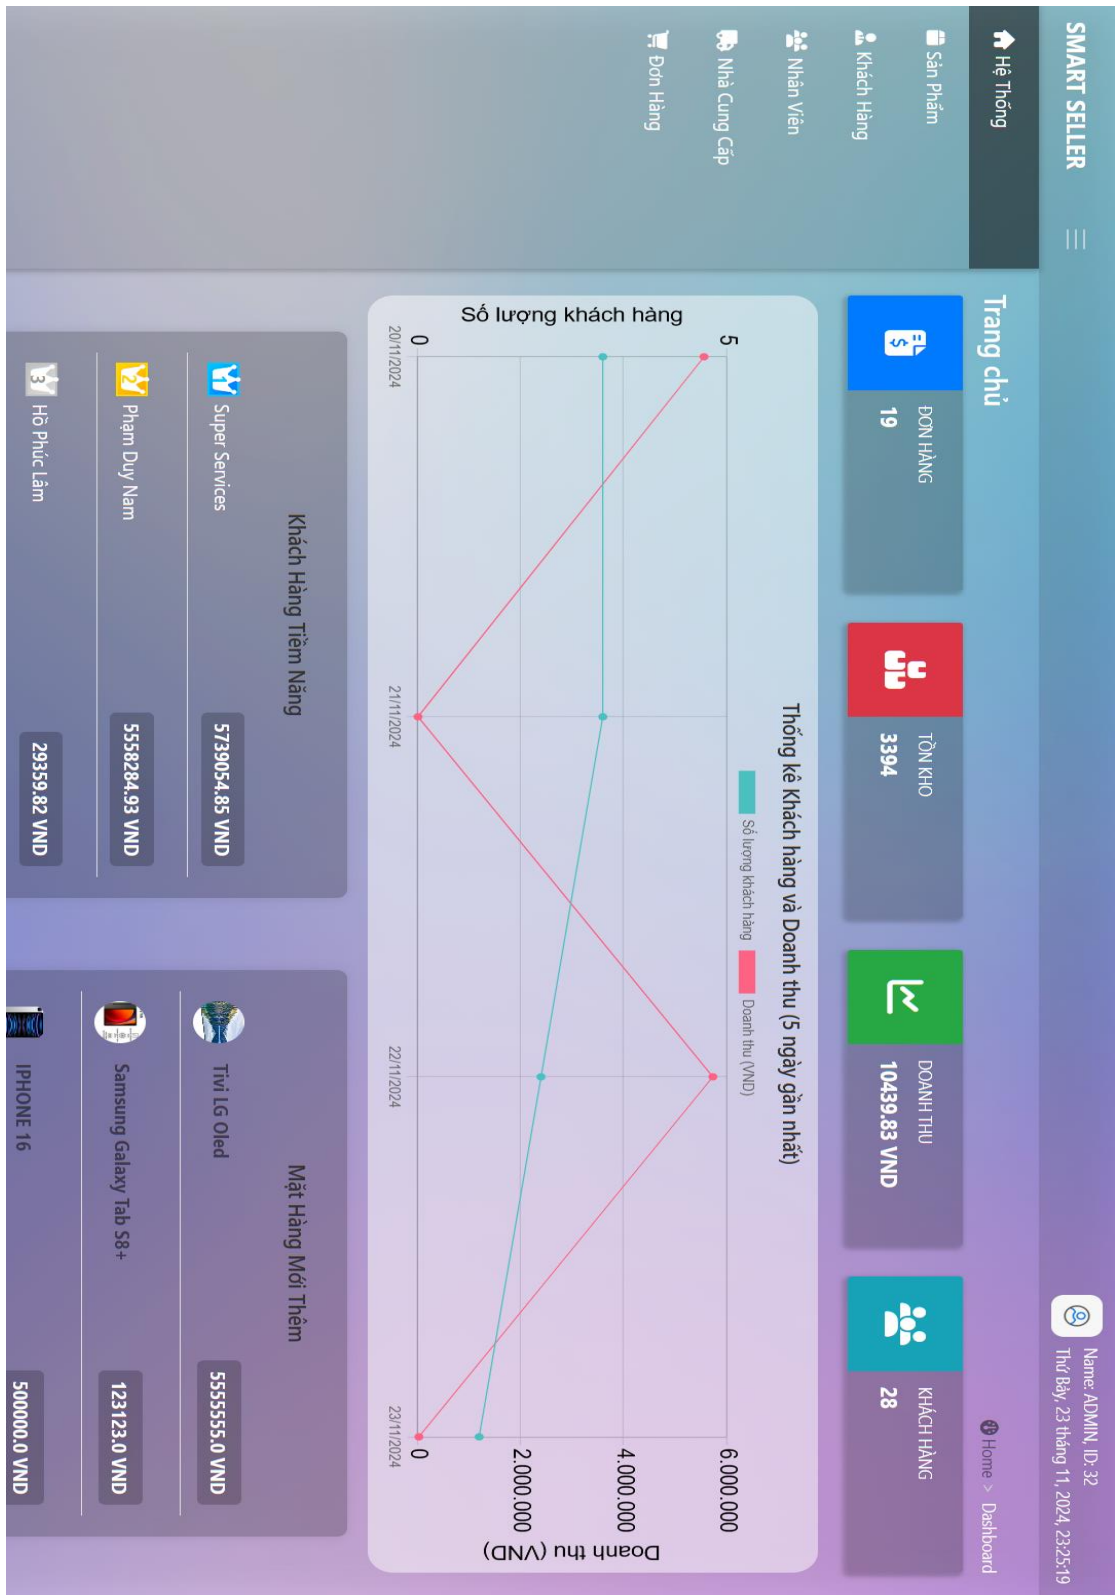 SMART SELLER
Name: ADMIN, ID: 32
Thứ Bảy, 23 tháng 11, 2024, 23:25:19
Hệ Thống
Sản Phẩm
Khách Hàng
Nhân Viên
Nhà Cung Cấp
Đơn Hàng
Trang chủ
Home > Dashboard
ĐƠN HÀNG
19
TỒN KHO
3394
DOANH THU
10439.83 VND
KHÁCH HÀNG
28
Thống kê Khách hàng và Doanh thu (5 ngày gần nhất)
Số lượng khách hàng
Doanh thu (VND)
Số lượng khách hàng
5
0
6.000.000
4.000.000
2.000.000
0
Doanh thu (VND)
20/11/2024
21/11/2024
22/11/2024
23/11/2024
Khách Hàng Tiềm Năng
1
Super Services
5739054.85 VND
2
Phạm Duy Nam
5558284.93 VND
3
Hồ Phúc Lâm
29359.82 VND
Mặt Hàng Mới Thêm
Tivi LG Oled
5555555.0 VND
Samsung Galaxy Tab S8+
123123.0 VND
IPHONE 16
500000.0 VND